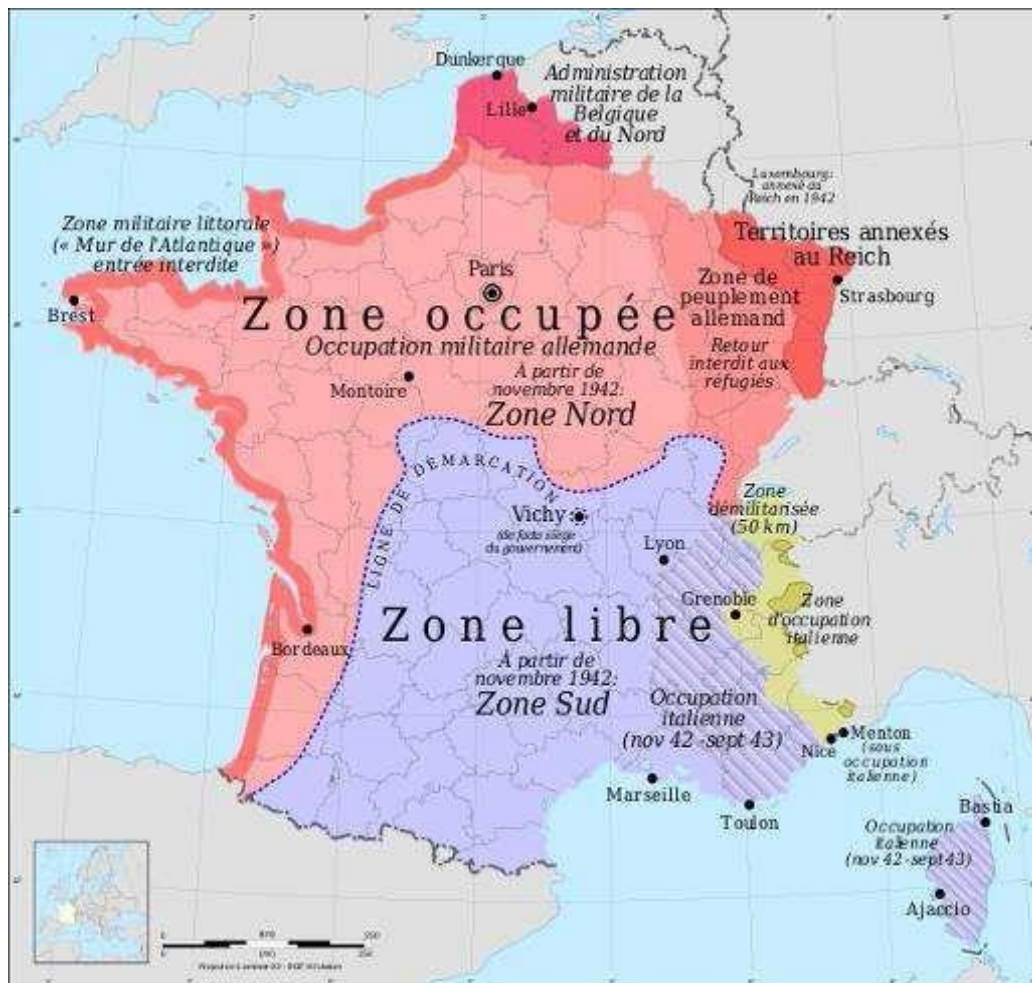 Dunkerque
Lille
Administration
militaire de la
Belgique
et du Nord
Luxembourg:
annexé au
Reich en 1942
Zone militaire littorale
(« Mur de l'Atlantique »)
entrée interdite
Territoires annexés
au Reich
Paris
Zone de
peuplement
allemand
Strasbourg
Brest
Zone occupée
Occupation militaire allemande
Retour
interdit aux
réfugiés
À partir de
novembre 1942:
Zone Nord
Montoire
LIGNE DE DÉMARCATION
Vichy
(de facto siège
du gouvernement)
Zone
démilitarisée
(50 km)
Lyon
Grenoble
Zone
d'occupation
italienne
Zone libre
Bordeaux
À partir de
novembre 1942:
Zone Sud
Occupation
italienne
(nov 42 -sept 43)
Nice
Menton
(sous
occupation
italienne)
Marseille
Toulon
Bastia
Occupation
italienne
(nov 42 -sept 43)
Ajaccio